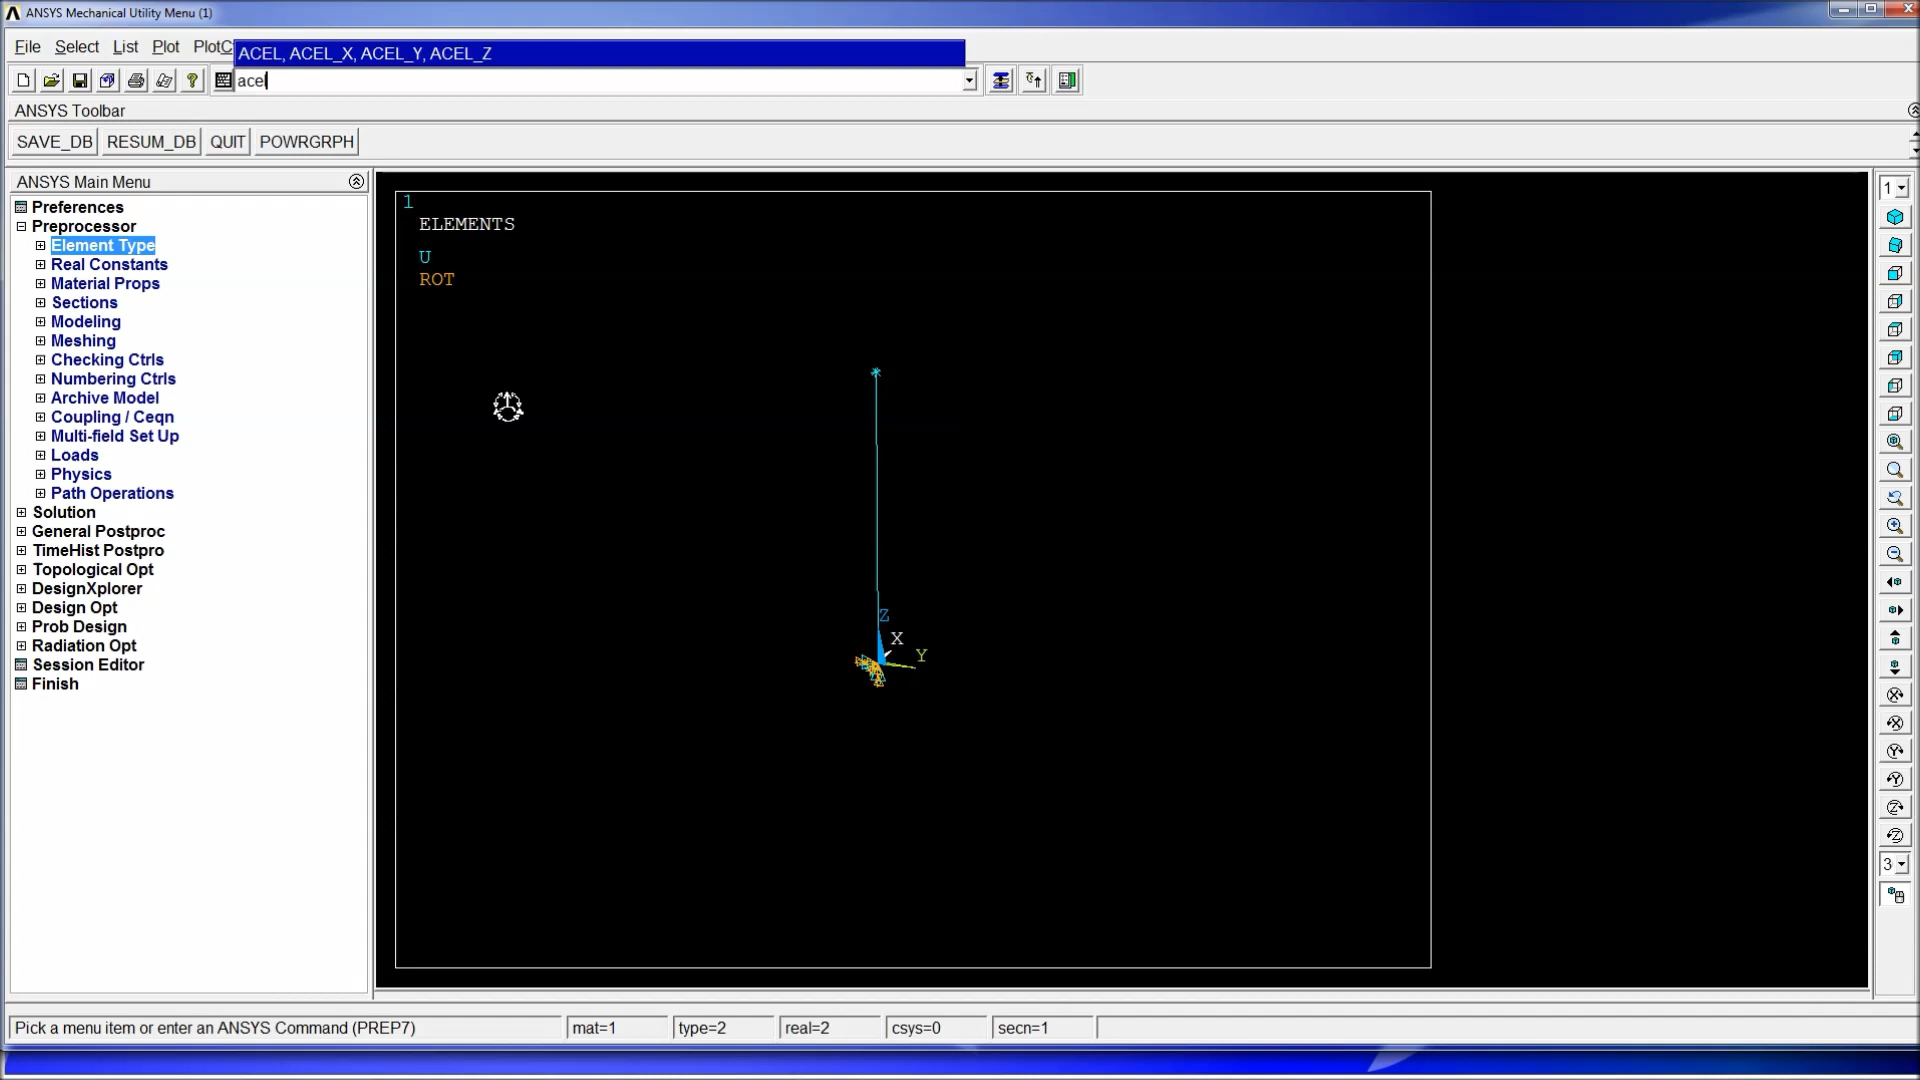 ANSYS Mechanical Utility Menu (1)
File Select List Plot PlotC
ACEL, ACEL_X, ACEL_Y, ACEL_Z
acel
ANSYS Toolbar
SAVE_DB RESUM_DB QUIT POWRGRPH
ANSYS Main Menu
Preferences
Preprocessor
Element Type
Real Constants
Material Props
Sections
Modeling
Meshing
Checking Ctrls
Numbering Ctrls
Archive Model
Coupling / Ceqn
Multi-field Set Up
Loads
Physics
Path Operations
Solution
General Postproc
TimeHist Postpro
Topological Opt
DesignXplorer
Design Opt
Prob Design
Radiation Opt
Session Editor
Finish
1
ELEMENTS
U
ROT
Z
X
Y
1
3
Pick a menu item or enter an ANSYS Command (PREP7) mat=1 type=2 real=2 csys=0 secn=1